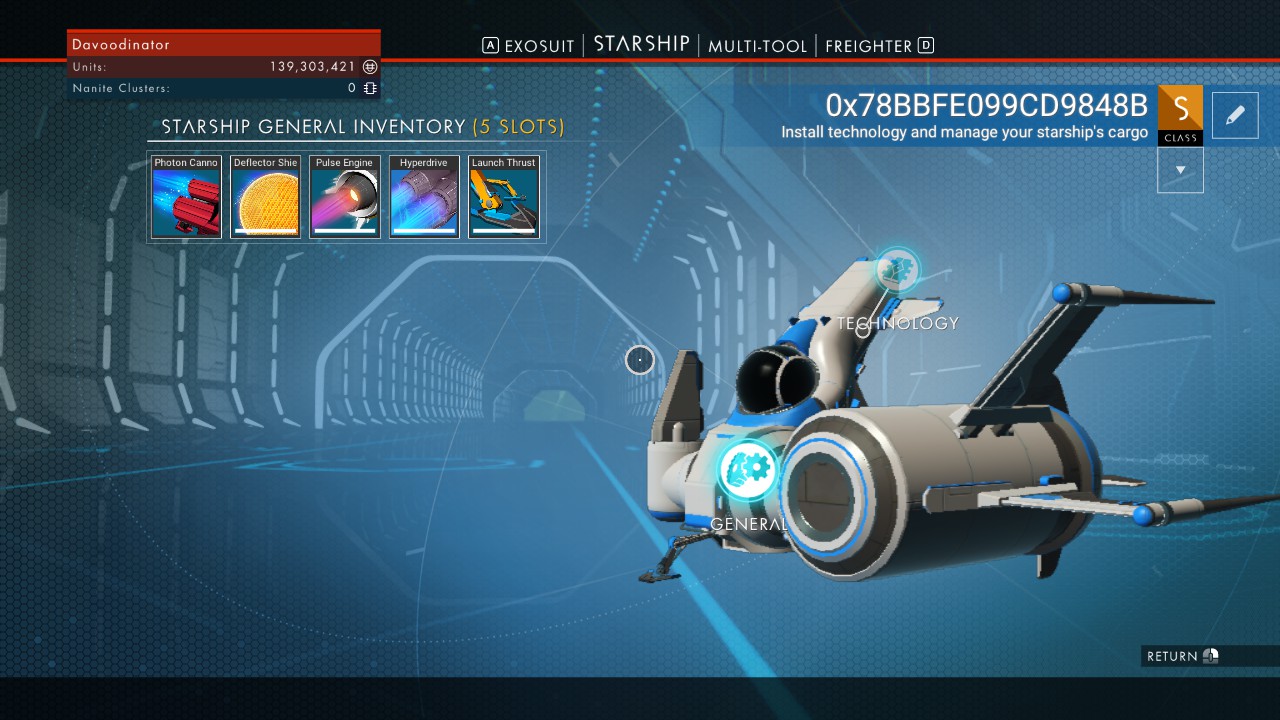 Davoodinator
Units: 139,303,421
Nanite Clusters: 0
A EXOSUIT STARSHIP MULTI-TOOL FREIGHTER D
0x78BBFE099CD9848B
Install technology and manage your starship's cargo
S
CLASS
STARSHIP GENERAL INVENTORY (5 SLOTS)
Photon Canno Deflector Shie Pulse Engine Hyperdrive Launch Thrust
TECHNOLOGY
GENERAL
RETURN